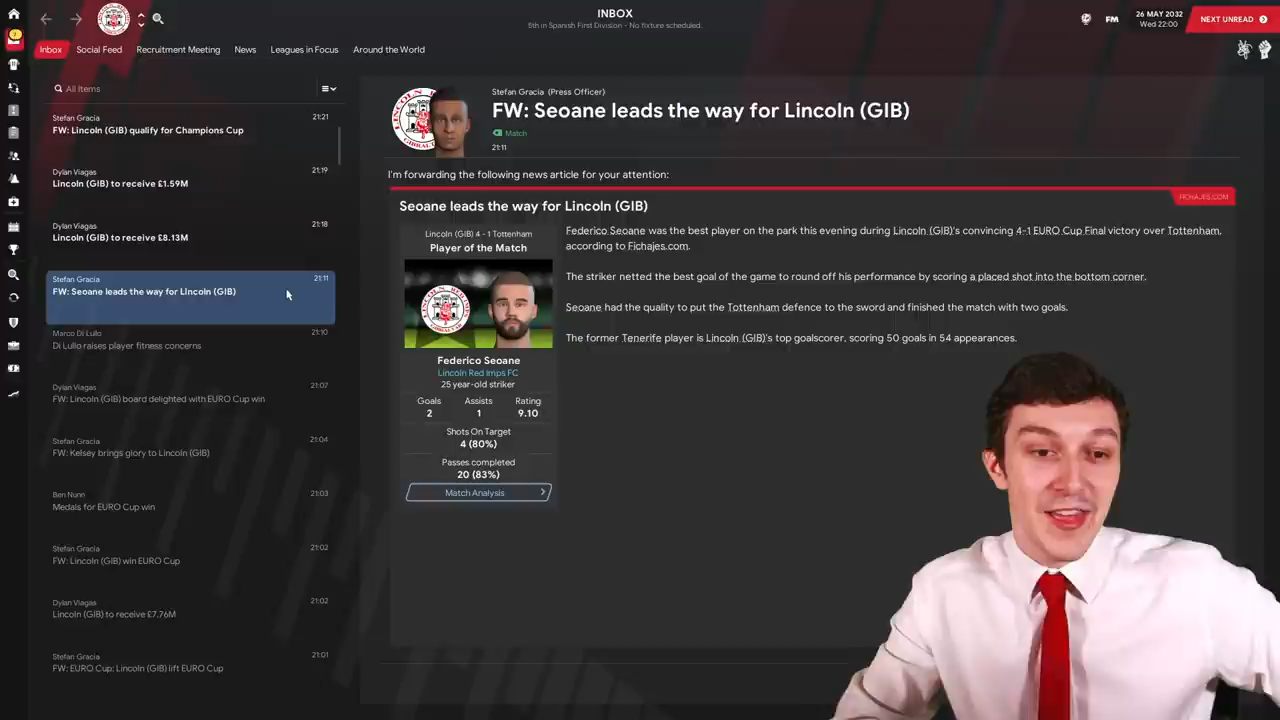 INBOX
6th in Spanish First Division - No fixture scheduled.
FM
26 MAY 2032
Wed 22:00
NEXT UNREAD
Inbox
Social Feed
Recruitment Meeting
News
Leagues in Focus
Around the World
All Items
Stefan Gracia
21:21
FW: Lincoln (GIB) qualify for Champions Cup
Dylan Viagas
21:19
Lincoln (GIB) to receive £1.59M
Dylan Viagas
21:18
Lincoln (GIB) to receive £8.13M
Stefan Gracia
21:11
FW: Seoane leads the way for Lincoln (GIB)
Marco Di Lullo
21:10
Di Lullo raises player fitness concerns
Dylan Viagas
21:07
FW: Lincoln (GIB) board delighted with EURO Cup win
Stefan Gracia
21:04
FW: Kelsey brings glory to Lincoln (GIB)
Ben Nunn
21:03
Medals for EURO Cup win
Stefan Gracia
21:02
FW: Lincoln (GIB) win EURO Cup
Dylan Viagas
21:02
Lincoln (GIB) to receive £7.76M
Stefan Gracia
21:01
FW: EURO Cup: Lincoln (GIB) lift EURO Cup
Stefan Gracia (Press Officer)
FW: Seoane leads the way for Lincoln (GIB)
Match
21:11
I'm forwarding the following news article for your attention:
FICHAJES.COM
Seoane leads the way for Lincoln (GIB)
Lincoln (GIB) 4 - 1 Tottenham
Player of the Match
Federico Seoane
Lincoln Red Imps FC
25 year-old striker
Goals Assists Rating
2 1 9.10
Shots On Target
4 (80%)
Passes completed
20 (83%)
Match Analysis
Federico Seoane was the best player on the park this evening during Lincoln (GIB)'s convincing 4-1 EURO Cup Final victory over Tottenham,
according to Fichajes.com.
The striker netted the best goal of the game to round off his performance by scoring a placed shot into the bottom corner.
Seoane had the quality to put the Tottenham defence to the sword and finished the match with two goals.
The former Tenerife player is Lincoln (GIB)'s top goalscorer, scoring 50 goals in 54 appearances.